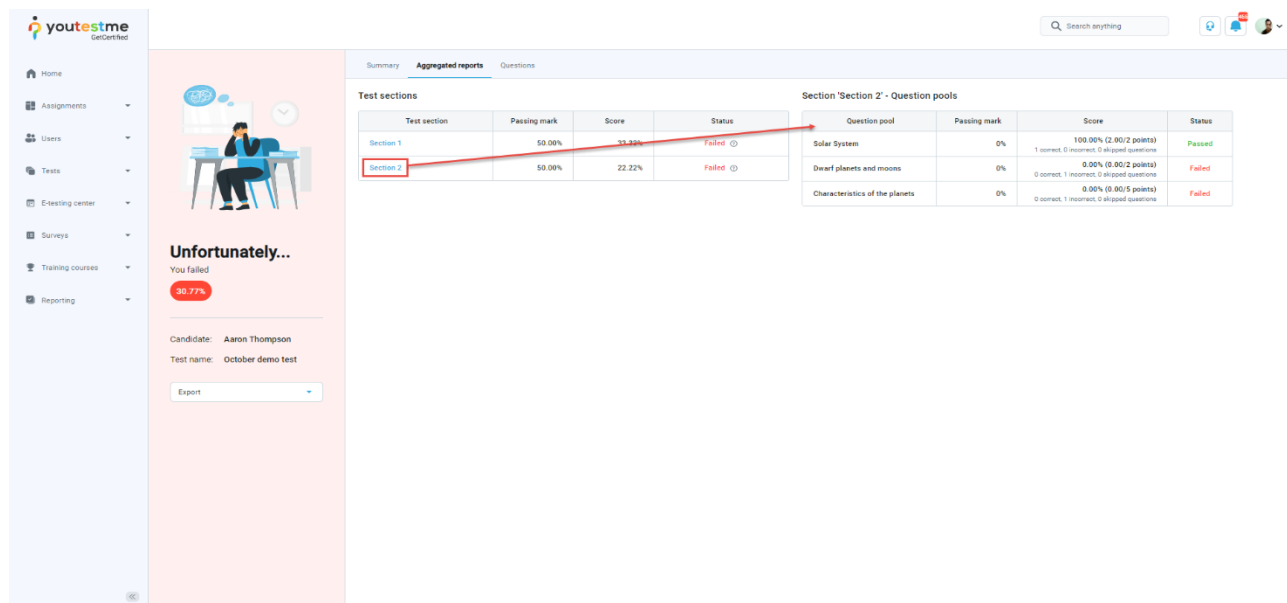 youtestme
GetCertified
Search anything
Home
Assignments
Users
Tests
E-testing center
Surveys
Training courses
Reporting
Unfortunately...
You failed
30.77%
Candidate: Aaron Thompson
Test name: October demo test
Export
Summary Aggregated reports Questions
Test sections
Test section Passing mark Score Status
Section 1 50.00% 33.33% Failed
Section 2 50.00% 22.22% Failed
Section 'Section 2' - Question pools
Question pool Passing mark Score Status
Solar System 0% 100.00% (2.00/2 points) Passed
1 correct, 0 incorrect, 0 skipped questions
Dwarf planets and moons 0% 0.00% (0.00/2 points) Failed
0 correct, 1 incorrect, 0 skipped questions
Characteristics of the planets 0% 0.00% (0.00/5 points) Failed
0 correct, 1 incorrect, 0 skipped questions